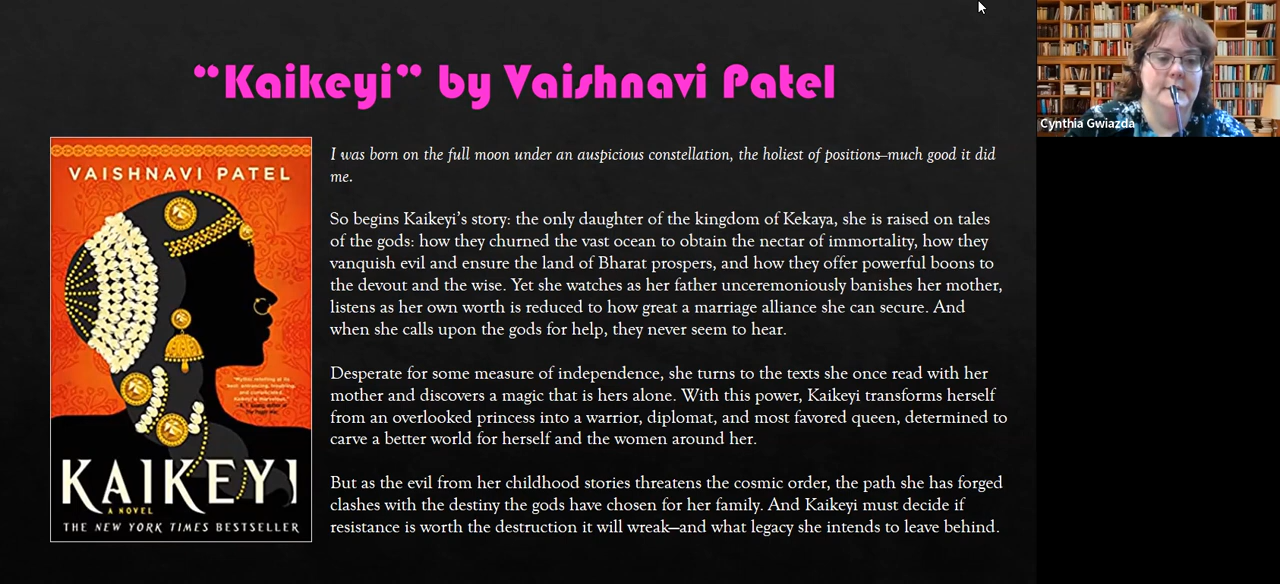 “Kaikeyi” by Vaishnavi Patel
Cynthia Gwiazda
VAISHNAVI PATEL
KAIKEYI
A NOVEL
THE NEW YORK TIMES BESTSELLER
I was born on the full moon under an auspicious constellation, the holiest of positions–much good it did
me.
So begins Kaikeyi’s story: the only daughter of the kingdom of Kekaya, she is raised on tales
of the gods: how they churned the vast ocean to obtain the nectar of immortality, how they
vanquish evil and ensure the land of Bharat prospers, and how they offer powerful boons to
the devout and the wise. Yet she watches as her father unceremoniously banishes her mother,
listens as her own worth is reduced to how great a marriage alliance she can secure. And
when she calls upon the gods for help, they never seem to hear.
Desperate for some measure of independence, she turns to the texts she once read with her
mother and discovers a magic that is hers alone. With this power, Kaikeyi transforms herself
from an overlooked princess into a warrior, diplomat, and most favored queen, determined to
carve a better world for herself and the women around her.
But as the evil from her childhood stories threatens the cosmic order, the path she has forged
clashes with the destiny the gods have chosen for her family. And Kaikeyi must decide if
resistance is worth the destruction it will wreak—and what legacy she intends to leave behind.